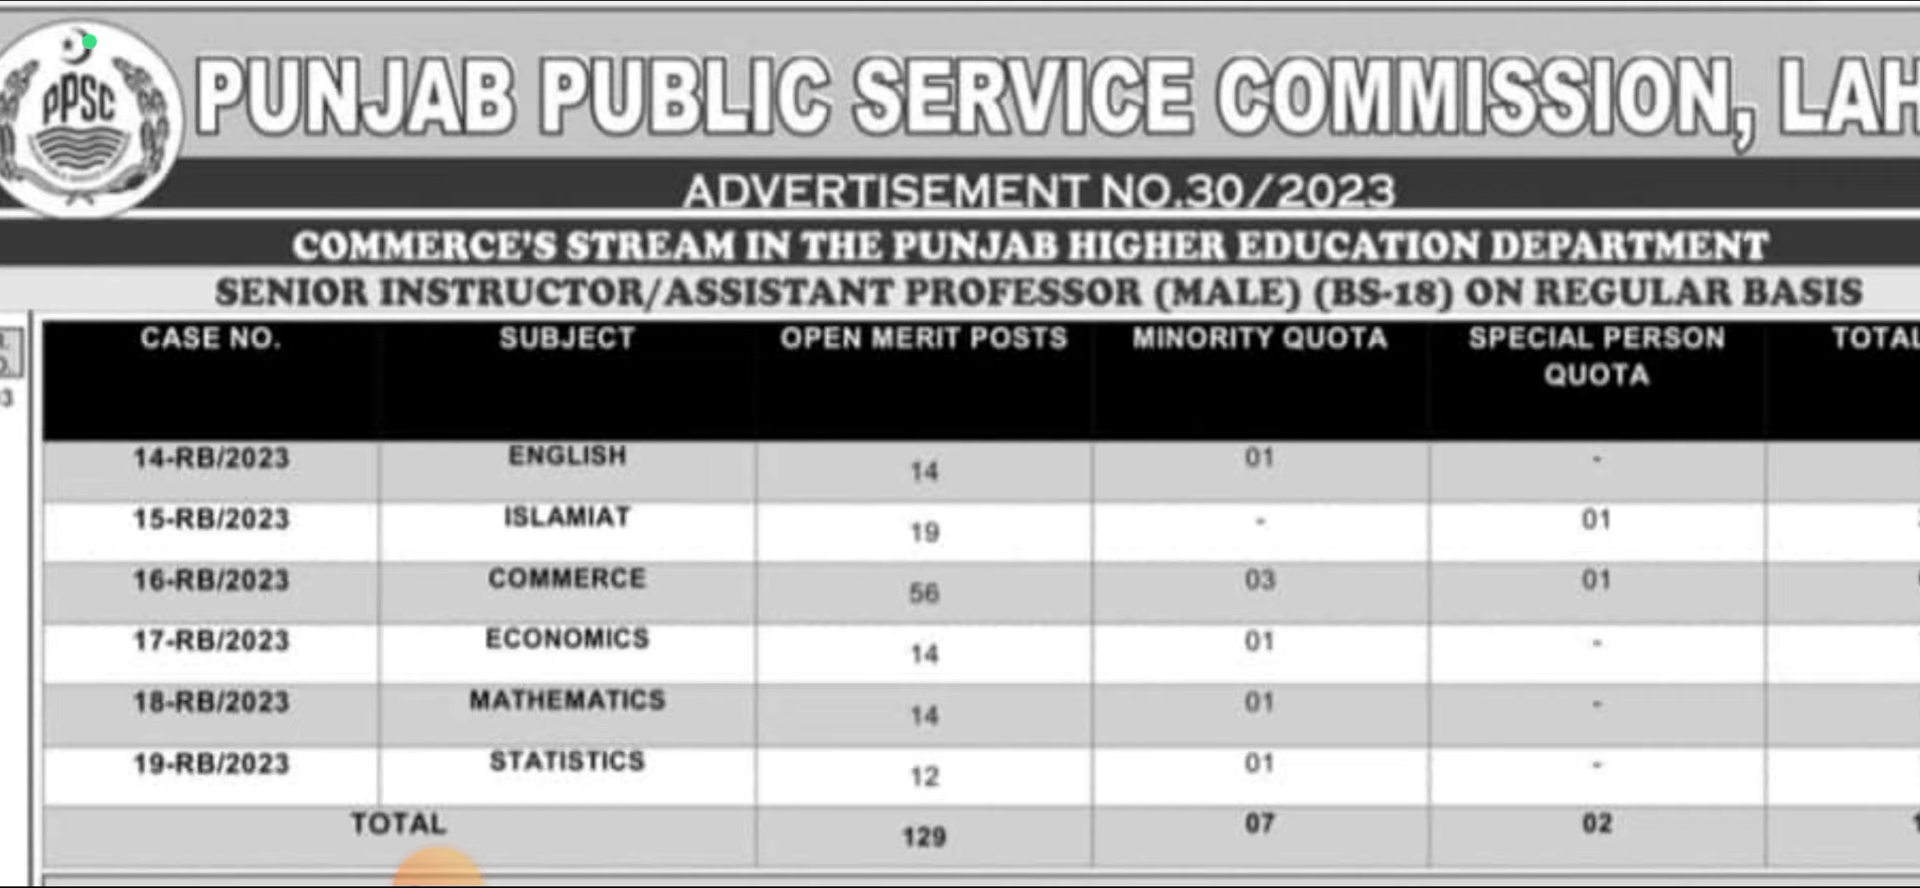 PPSC
PUNJAB PUBLIC SERVICE COMMISSION, LAH
ADVERTISEMENT NO.30/2023
COMMERCE'S STREAM IN THE PUNJAB HIGHER EDUCATION DEPARTMENT
SENIOR INSTRUCTOR/ASSISTANT PROFESSOR (MALE) (BS-18) ON REGULAR BASIS
CASE NO. SUBJECT OPEN MERIT POSTS MINORITY QUOTA SPECIAL PERSON QUOTA TOTAL
14-RB/2023 ENGLISH 14 01 -
15-RB/2023 ISLAMIAT 19 - 01
16-RB/2023 COMMERCE 56 03 01
17-RB/2023 ECONOMICS 14 01 -
18-RB/2023 MATHEMATICS 14 01 -
19-RB/2023 STATISTICS 12 01 -
TOTAL 129 07 02